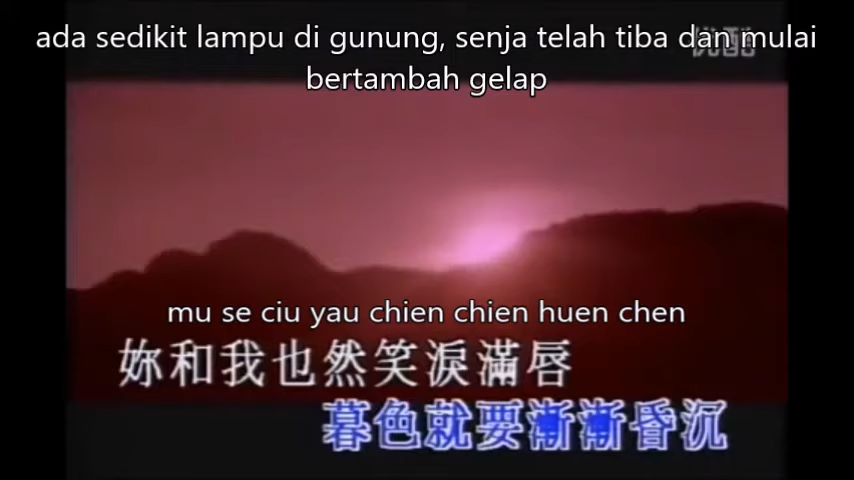 ada sedikit lampu di gunung, senja telah tiba dan mulai
bertambah gelap
mu se ciu yau chien chien huen chen
妳和我也然笑淚滿唇
暮色就要漸漸昏沉